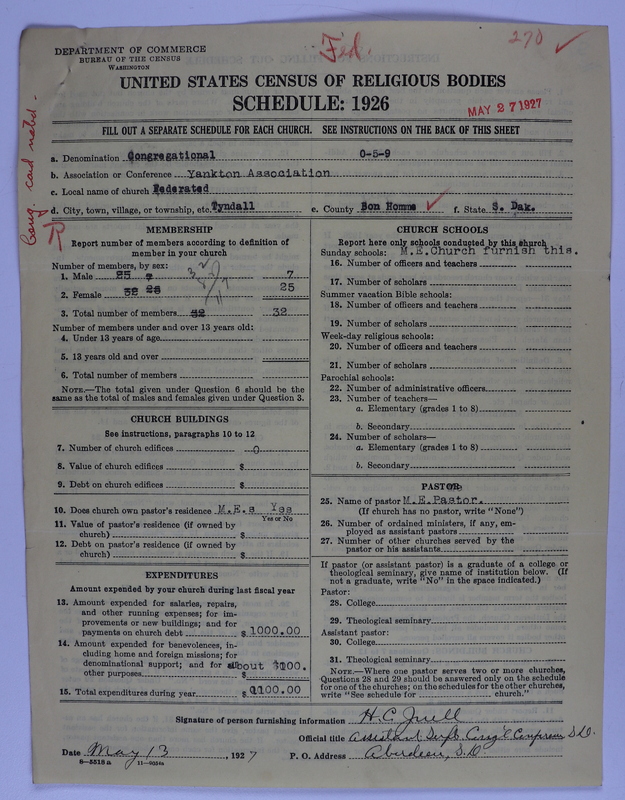 Fed.
270 ✓
DEPARTMENT OF COMMERCE
BUREAU OF THE CENSUS
WASHINGTON
UNITED STATES CENSUS OF RELIGIOUS BODIES
SCHEDULE: 1926
MAY 27 1927
FILL OUT A SEPARATE SCHEDULE FOR EACH CHURCH. SEE INSTRUCTIONS ON THE BACK OF THIS SHEET
Cong. card noted.
a. Denomination Congregational 0-5-9
b. Association or Conference Yankton Association
c. Local name of church Federated
d. City, town, village, or township, etc. Tyndall e. County Bon Homme ✓ f. State S. Dak.
MEMBERSHIP
Report number of members according to definition of
member in your church
Number of members, by sex:
1. Male 25 7
2. Female 32 25 25
3. Total number of members 32 32
Number of members under and over 13 years old:
4. Under 13 years of age
5. 13 years old and over
6. Total number of members
NOTE.—The total given under Question 6 should be the
same as the total of males and females given under Question 3.
CHURCH BUILDINGS
See instructions, paragraphs 10 to 12
7. Number of church edifices 0
8. Value of church edifices $
9. Debt on church edifices $
10. Does church own pastor's residence M.E.s Yes
Yes or No
11. Value of pastor's residence (if owned by
church) $
12. Debt on pastor's residence (if owned by
church) $
EXPENDITURES
Amount expended by your church during last fiscal year
13. Amount expended for salaries, repairs,
and other running expenses; for im-
provements or new buildings; and for
payments on church debt $ 1000.00
14. Amount expended for benevolences, in-
cluding home and foreign missions; for
denominational support; and for all
other purposes $ about $100.
15. Total expenditures during year $ 1100.00
CHURCH SCHOOLS
Report here only schools conducted by this church
Sunday schools: M.E.Church furnish this.
16. Number of officers and teachers
17. Number of scholars
Summer vacation Bible schools:
18. Number of officers and teachers
19. Number of scholars
Week-day religious schools:
20. Number of officers and teachers
21. Number of scholars
Parochial schools:
22. Number of administrative officers
23. Number of teachers—
a. Elementary (grades 1 to 8)
b. Secondary
24. Number of scholars—
a. Elementary (grades 1 to 8)
b. Secondary
PASTOR
25. Name of pastor M.E.Pastor.
(If church has no pastor, write "None")
26. Number of ordained ministers, if any, em-
ployed as assistant pastors
27. Number of other churches served by the
pastor or his assistants
If pastor (or assistant pastor) is a graduate of a college or
theological seminary, give name of institution below. (If
not a graduate, write "No" in the space indicated.)
Pastor:
28. College
29. Theological seminary
Assistant pastor:
30. College
31. Theological seminary
NOTE.—Where one pastor serves two or more churches,
Questions 28 and 29 should be answered only on the schedule
for one of the churches; on the schedules for the other churches,
write "See schedule for church."
Signature of person furnishing information H.C. Juell
Official title Assistant Supt. Cong'l Conference S.D.
Date May 13, 1927 P. O. Address Aberdeen, S.D.
8-5518a